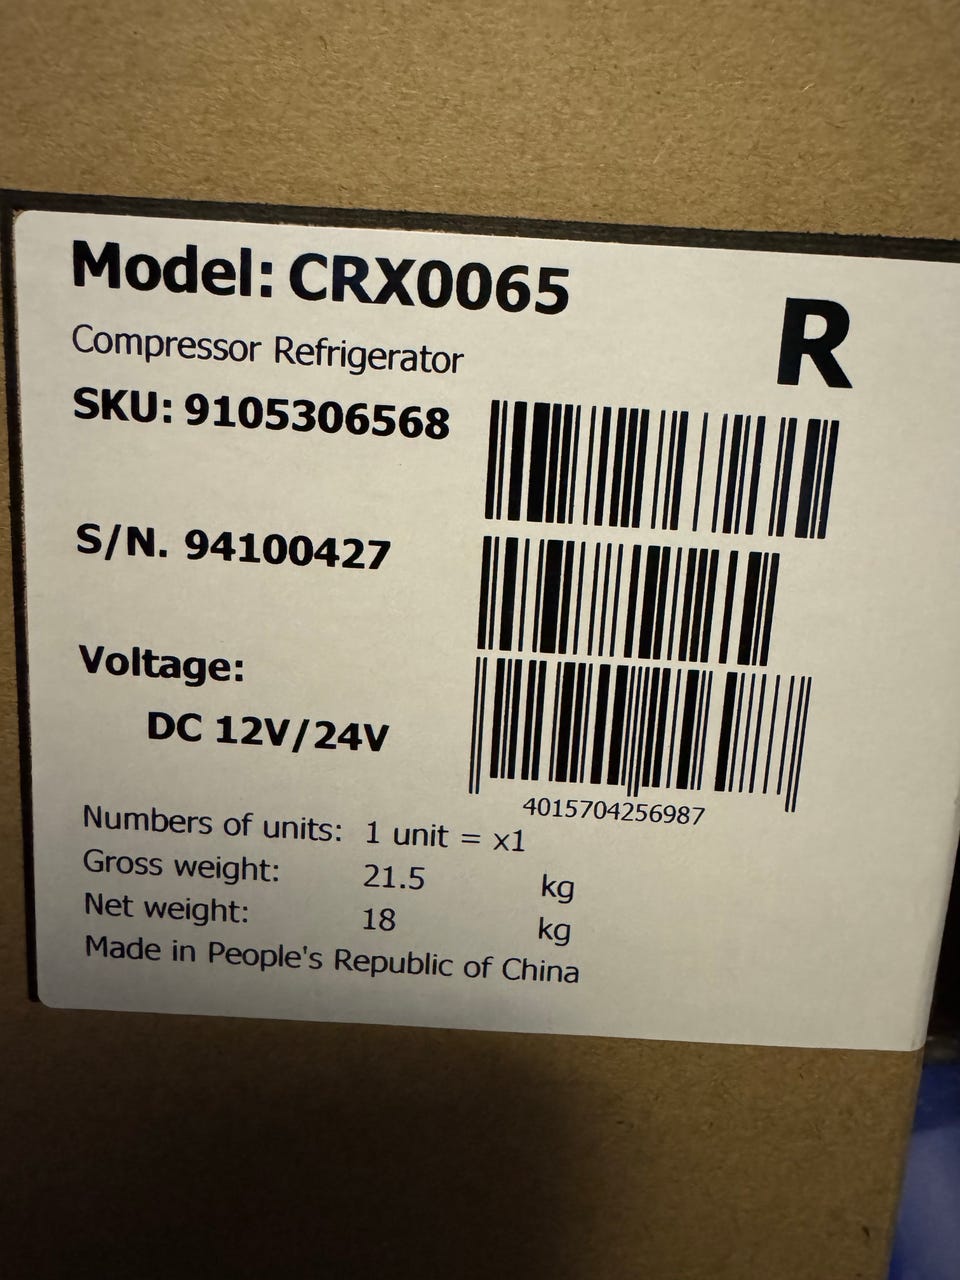 Model: CRX0065
R
Compressor Refrigerator
SKU: 9105306568
S/N. 94100427
Voltage:
DC 12V/24V
4015704256987
Numbers of units: 1 unit = x1
Gross weight: 21.5 kg
Net weight: 18 kg
Made in People's Republic of China